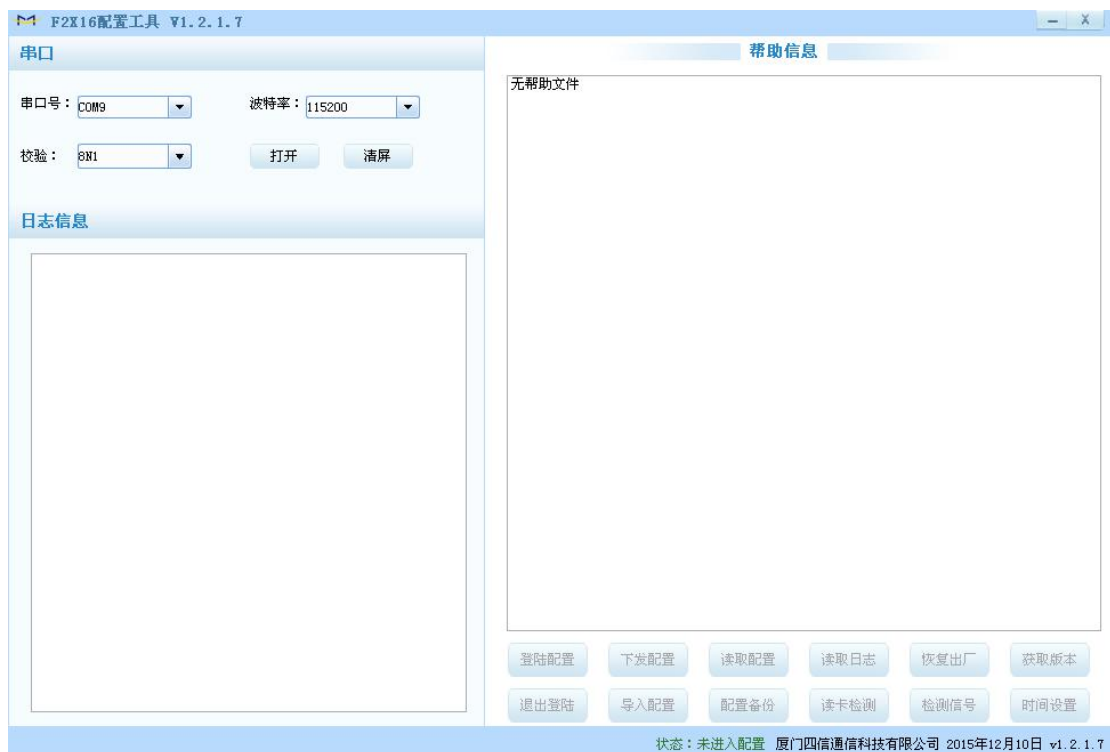 F2X16配置工具 V1.2.1.7
串口
串口号：COM9 波特率：115200
校验：8N1 打开 清屏
日志信息
帮助信息
无帮助文件
登陆配置 下发配置 读取配置 读取日志 恢复出厂 获取版本
退出登陆 导入配置 配置备份 读卡检测 检测信号 时间设置
状态：未进入配置 厦门四信通信科技有限公司 2015年12月10日 v1.2.1.7